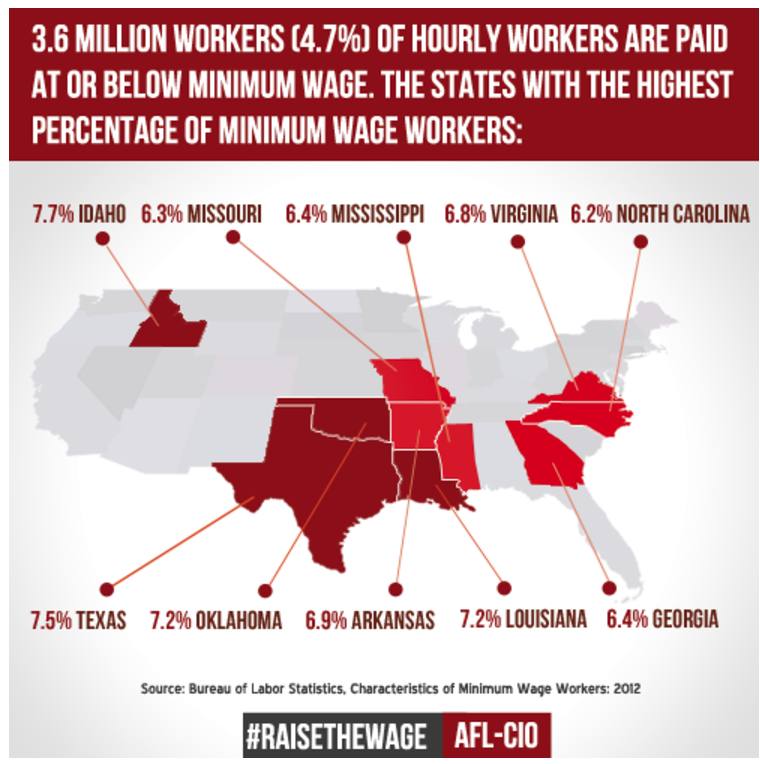 3.6 MILLION WORKERS (4.7%) OF HOURLY WORKERS ARE PAID
AT OR BELOW MINIMUM WAGE. THE STATES WITH THE HIGHEST
PERCENTAGE OF MINIMUM WAGE WORKERS:
7.7% IDAHO 6.3% MISSOURI 6.4% MISSISSIPPI 6.8% VIRGINIA 6.2% NORTH CAROLINA
7.5% TEXAS 7.2% OKLAHOMA 6.9% ARKANSAS 7.2% LOUISIANA 6.4% GEORGIA
Source: Bureau of Labor Statistics, Characteristics of Minimum Wage Workers: 2012
#RAISETHEWAGE AFL-CIO